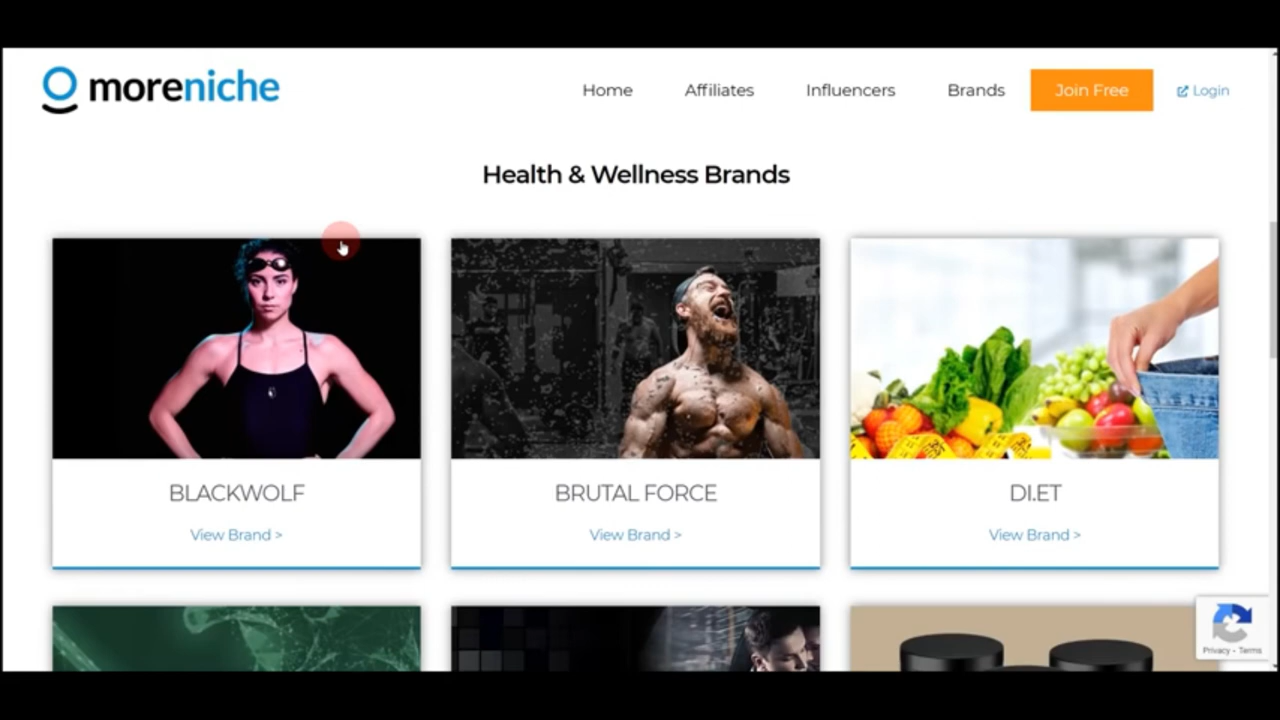 moreniche
Home Affiliates Influencers Brands Join Free Login
Health & Wellness Brands
BLACKWOLF
View Brand >
BRUTAL FORCE
View Brand >
DI.ET
View Brand >
Privacy - Terms